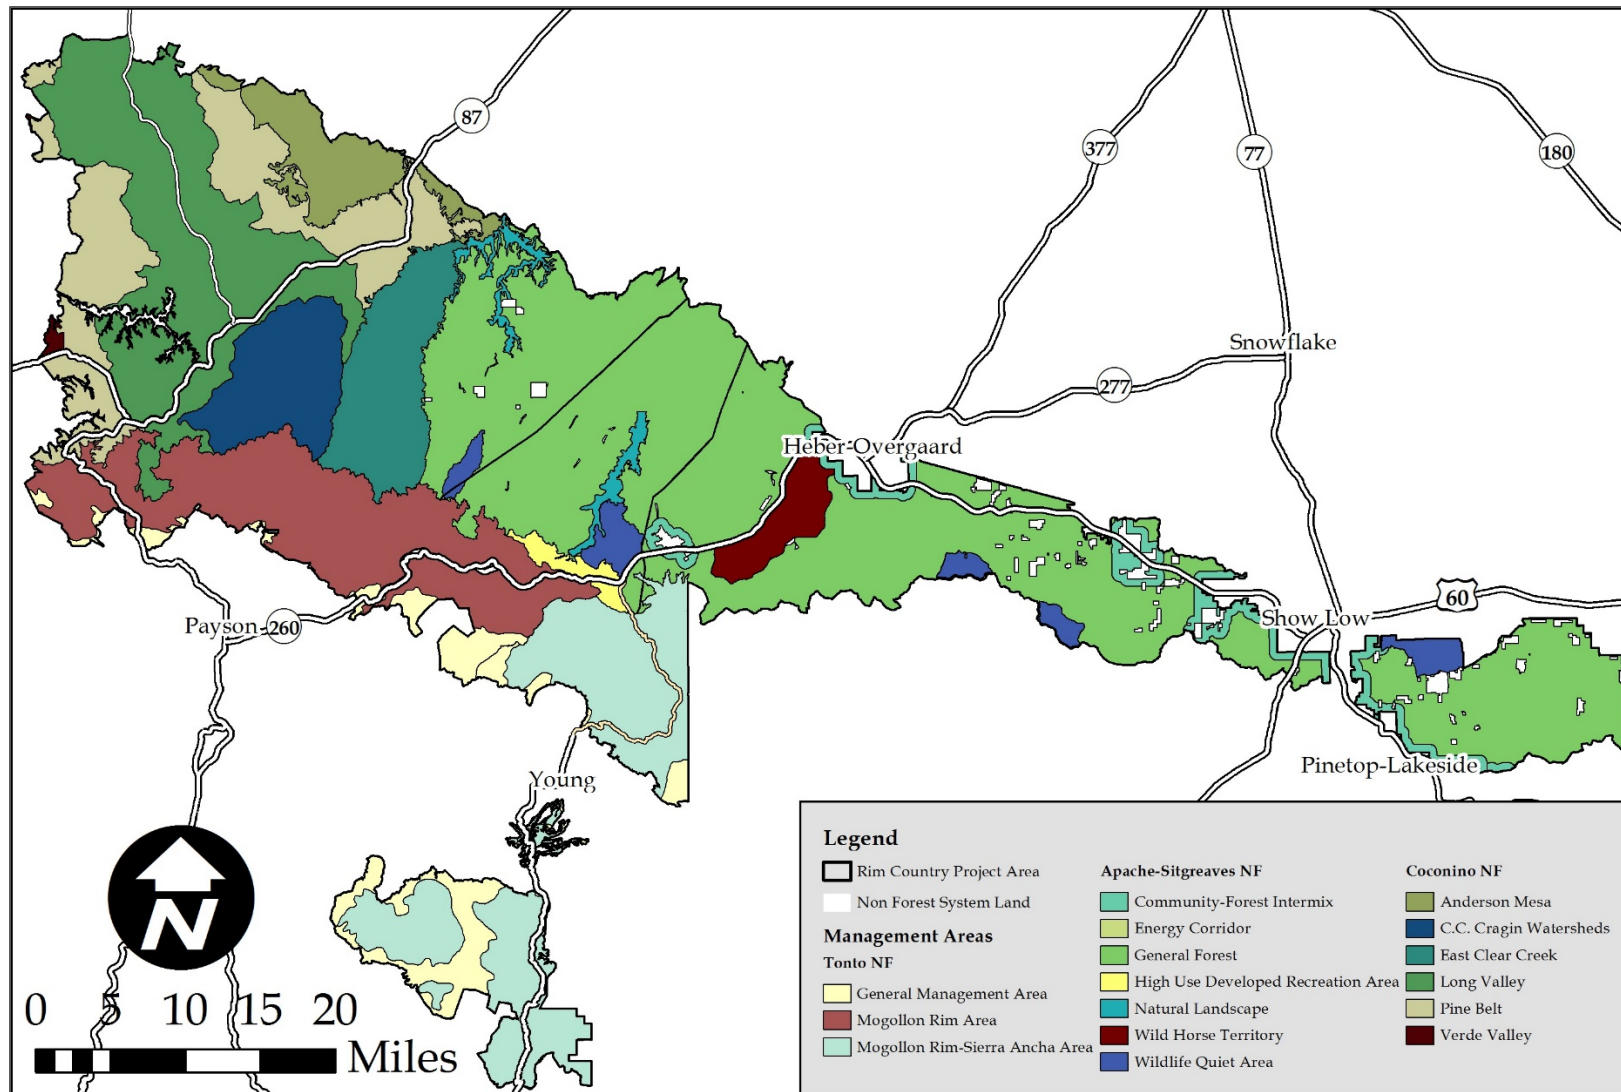 87
377
77
180
Snowflake
277
Heber-Overgaard
60
Show Low
Payson
260
Pinetop-Lakeside
Young
N
0 5 10 15 20
Miles
Legend
Rim Country Project Area
Non Forest System Land
Management Areas
Tonto NF
General Management Area
Mogollon Rim Area
Mogollon Rim-Sierra Ancha Area
Apache-Sitgreaves NF
Community-Forest Intermix
Energy Corridor
General Forest
High Use Developed Recreation Area
Natural Landscape
Wild Horse Territory
Wildlife Quiet Area
Coconino NF
Anderson Mesa
C.C. Cragin Watersheds
East Clear Creek
Long Valley
Pine Belt
Verde Valley